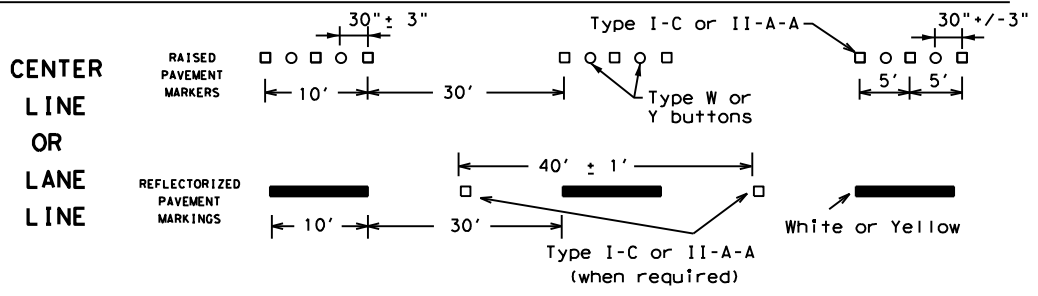 30"± 3"
Type I-C or II-A-A
30"+/-3"
CENTER
LINE
OR
LANE
LINE
RAISED
PAVEMENT
MARKERS
10'
30'
Type W or
Y buttons
5'
5'
40' ± 1'
REFLECTORIZED
PAVEMENT
MARKINGS
10'
30'
Type I-C or II-A-A
(when required)
White or Yellow